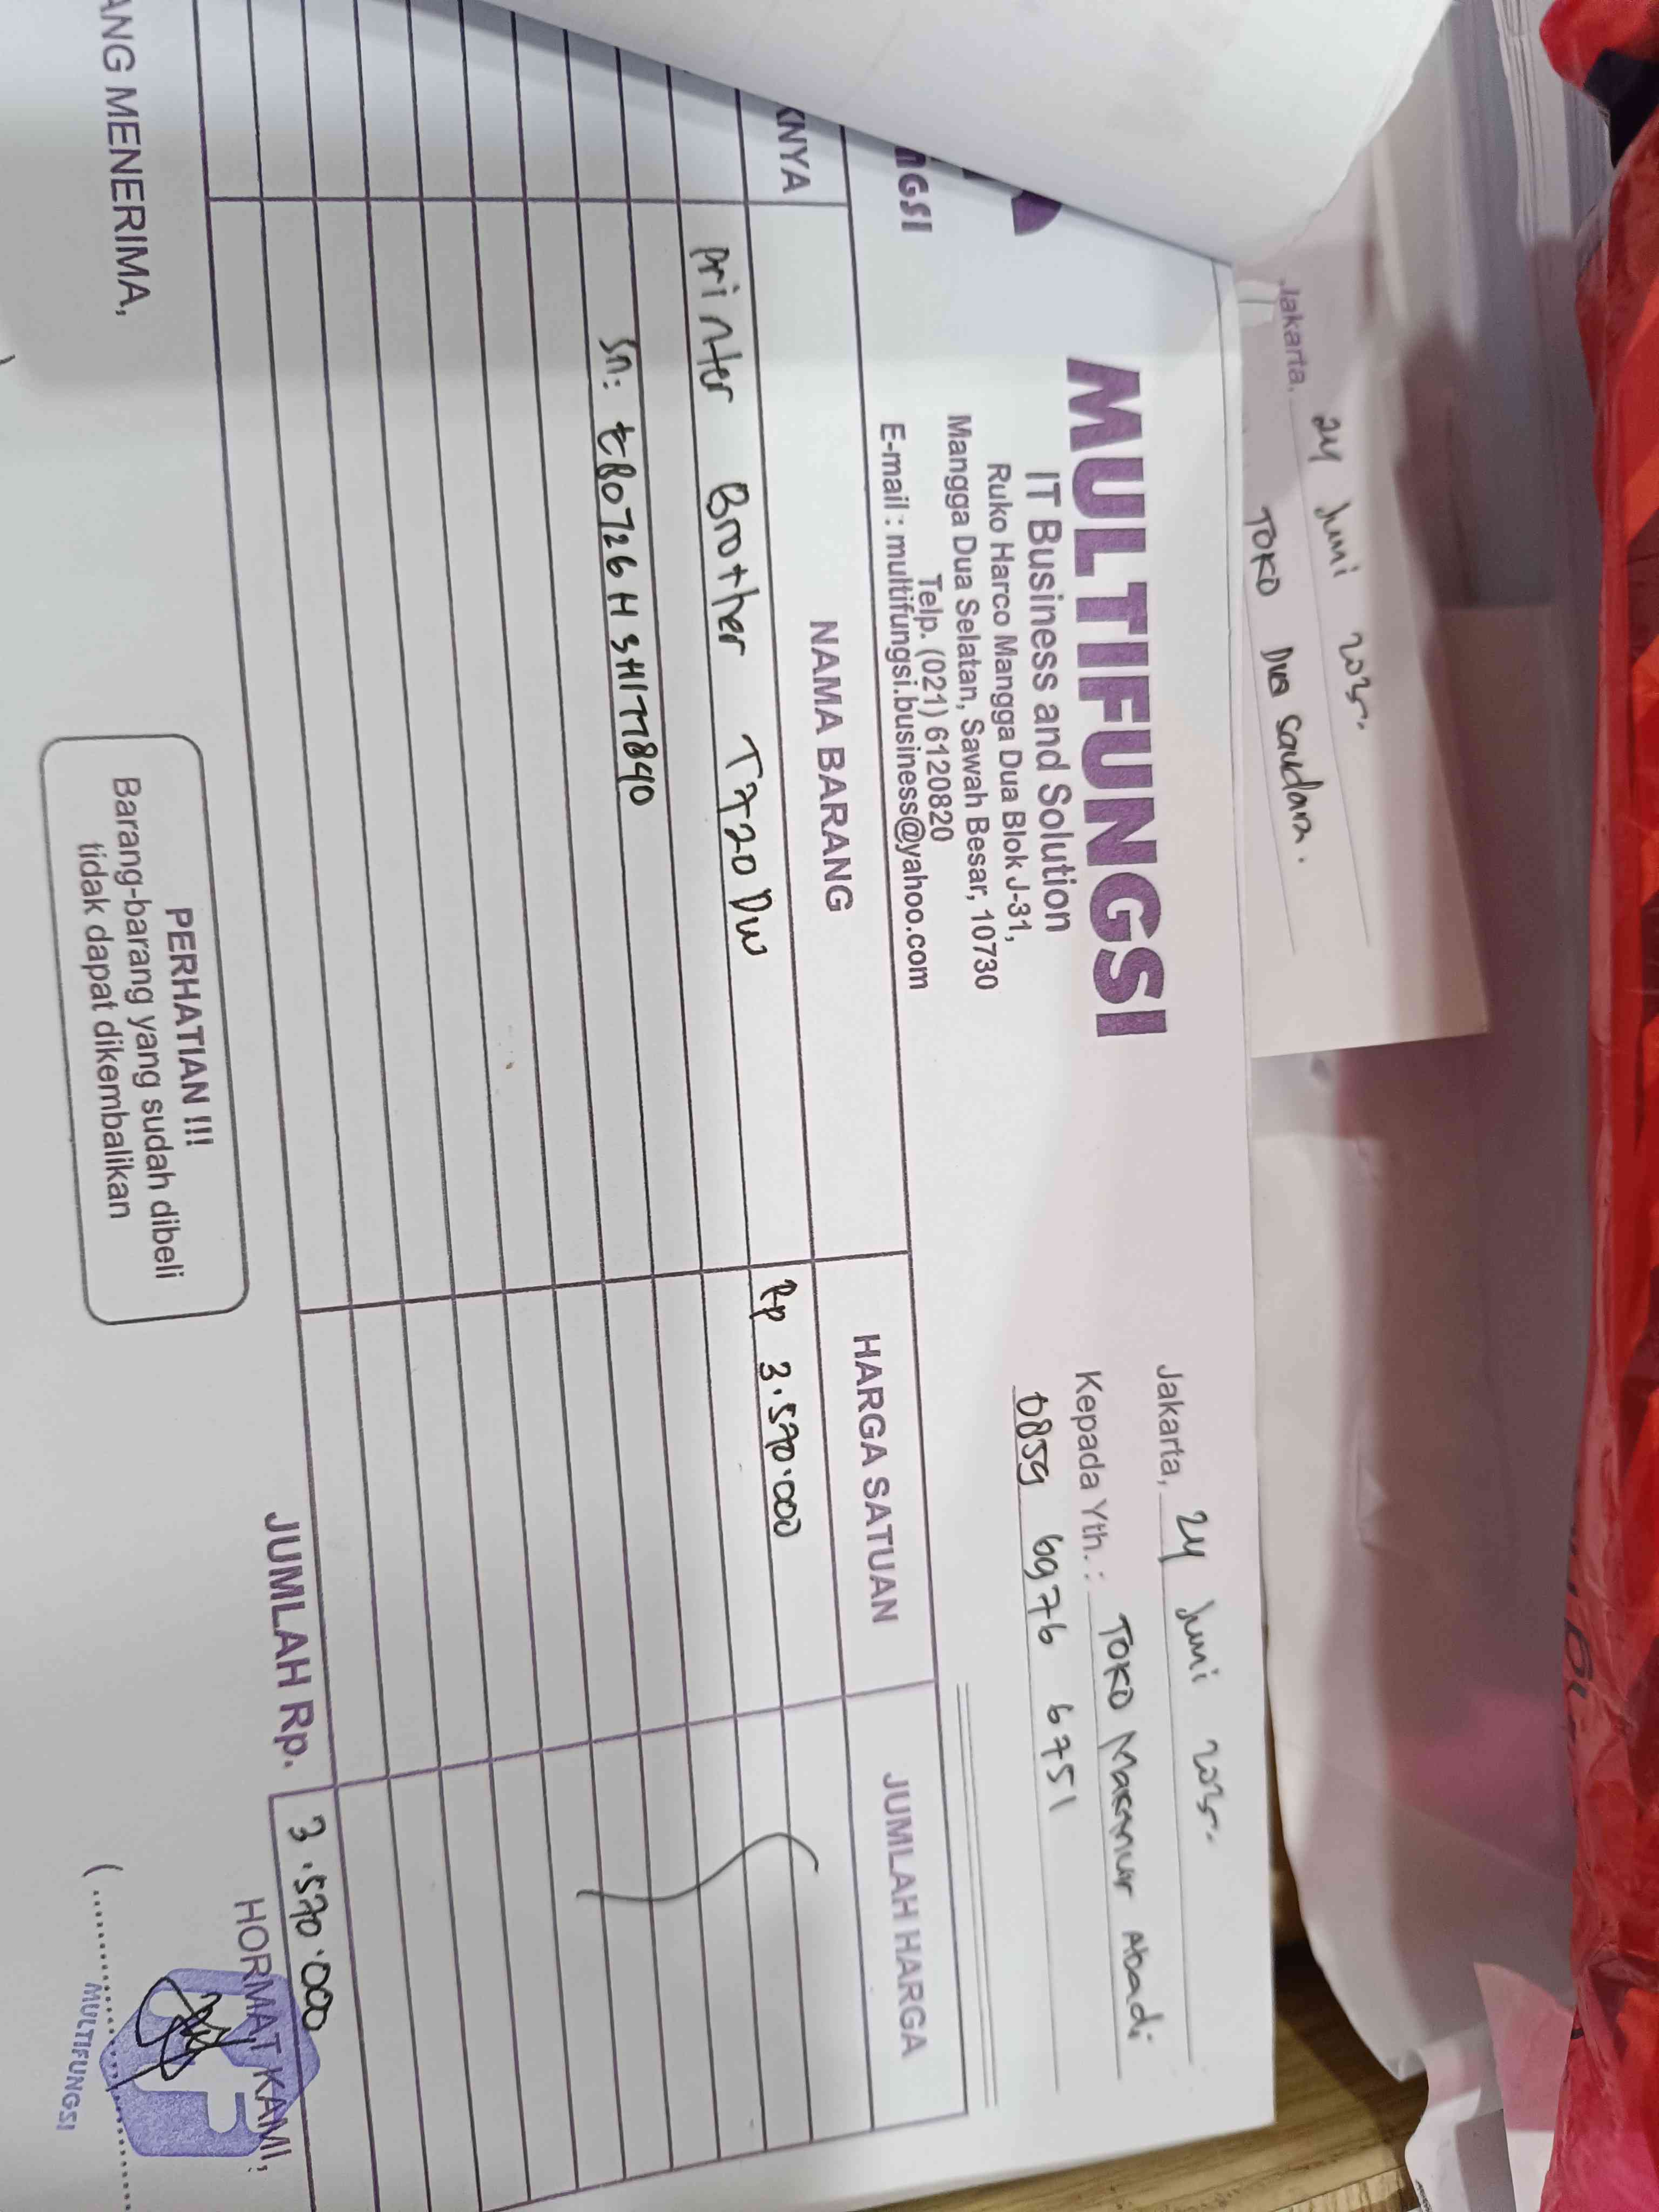 Jakarta, 24 Juni 2025.
TOKO Dua Saudara.
MULTIFUNGSI
IT Business and Solution
Ruko Harco Mangga Dua Blok J-31,
Mangga Dua Selatan, Sawah Besar, 10730
Telp. (021) 6120820
E-mail : multifungsi.business@yahoo.com
NGSI
Jakarta, 24 Juni 2025.
Kepada Yth. : TOKO Makmur Abadi
0859 6976 6751
KNYA NAMA BARANG HARGA SATUAN JUMLAH HARGA
Printer Brother T720 DW Rp 3.570.000
Sn: E80726H5H177840
JUMLAH Rp. 3.570.000
ANG MENERIMA,
PERHATIAN !!!
Barang-barang yang sudah dibeli
tidak dapat dikembalikan
HORMAT KAMI,
MULTIFUNGSI